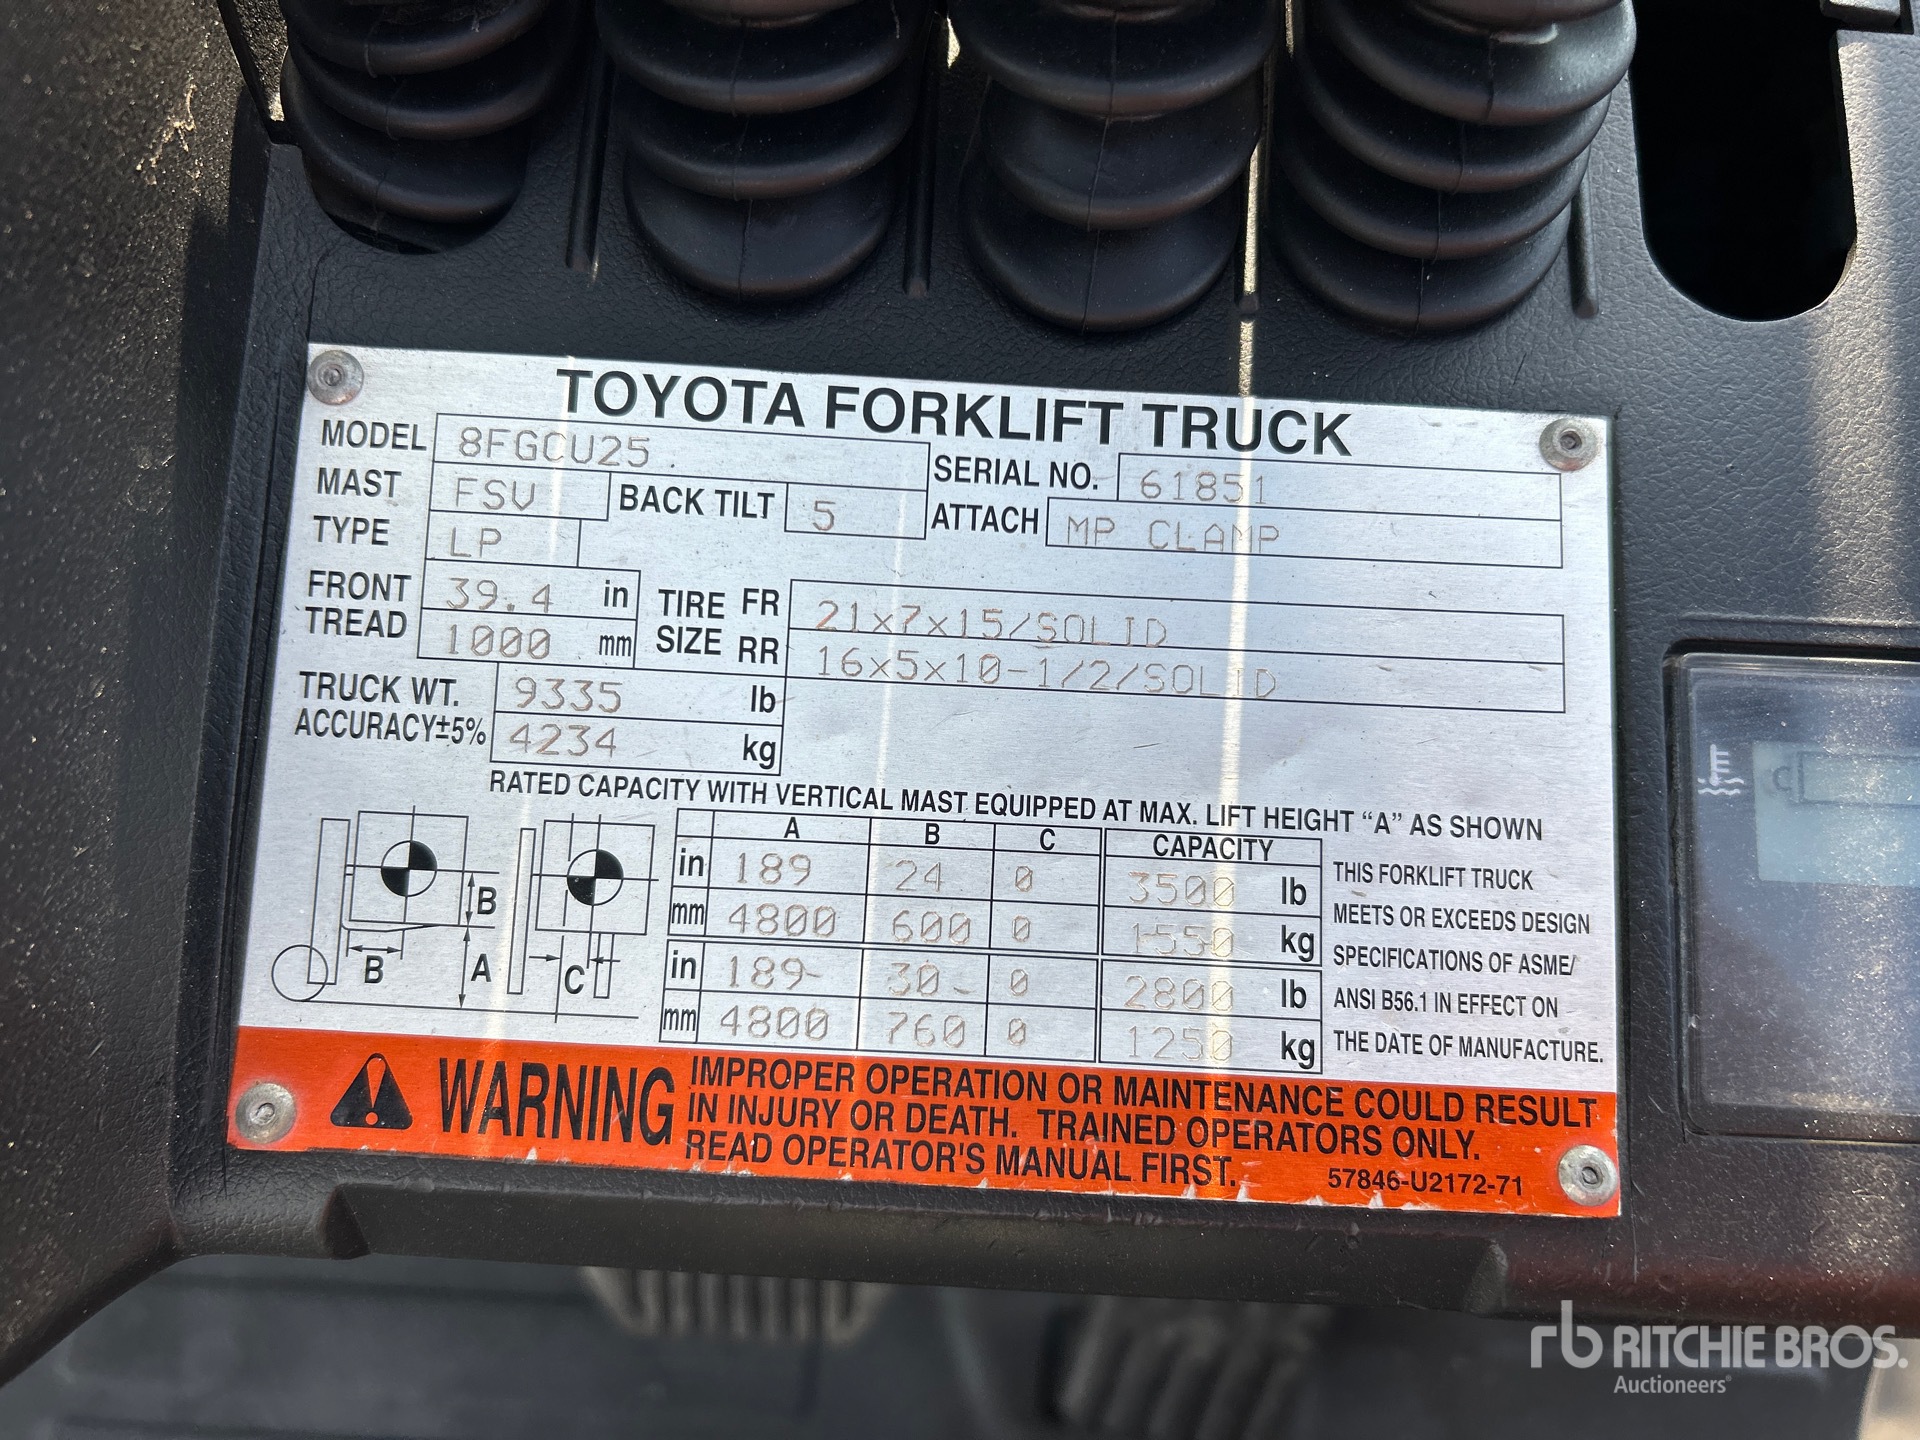 TOYOTA FORKLIFT TRUCK
MODEL 8FGCU25 SERIAL NO. 61851
MAST FSV BACK TILT 5 ATTACH MP CLAMP
TYPE LP
FRONT TREAD 39.4 in TIRE SIZE FR 21x7x15/SOLID
1000 mm RR 16x5x10-1/2/SOLID
TRUCK WT. 9335 lb
ACCURACY±5% 4234 kg
RATED CAPACITY WITH VERTICAL MAST EQUIPPED AT MAX. LIFT HEIGHT “A” AS SHOWN
A B C CAPACITY
in 189 24 0 3500 lb
mm 4800 600 0 1550 kg
in 189 30 0 2800 lb
mm 4800 760 0 1250 kg
B
B A C
THIS FORKLIFT TRUCK
MEETS OR EXCEEDS DESIGN
SPECIFICATIONS OF ASME/
ANSI B56.1 IN EFFECT ON
THE DATE OF MANUFACTURE.
WARNING
IMPROPER OPERATION OR MAINTENANCE COULD RESULT
IN INJURY OR DEATH. TRAINED OPERATORS ONLY.
READ OPERATOR'S MANUAL FIRST. 57846-U2172-71
C
rb RITCHIE BROS.
Auctioneers